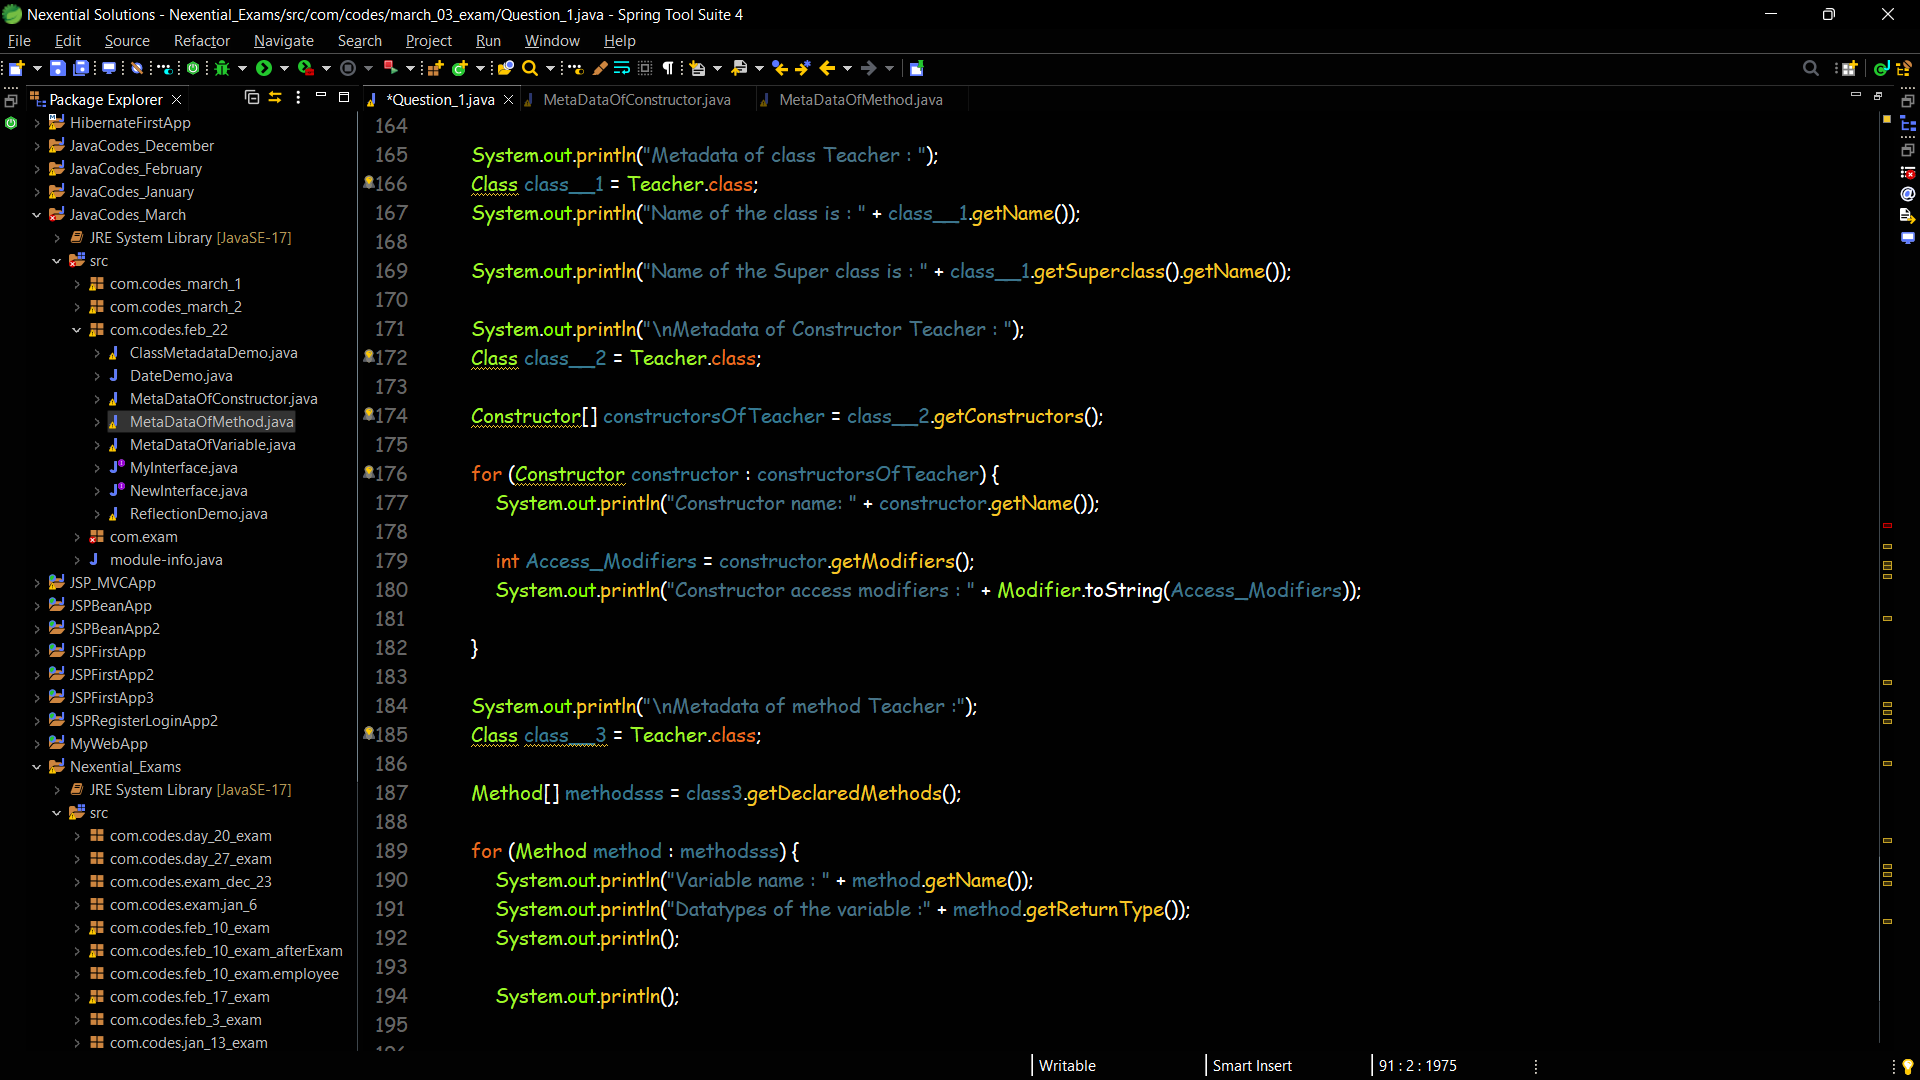 Nexential Solutions - Nexential_Exams/src/com/codes/march_03_exam/Question_1.java - Spring Tool Suite 4
File Edit Source Refactor Navigate Search Project Run Window Help
Package Explorer
*Question_1.java MetaDataOfConstructor.java MetaDataOfMethod.java
HibernateFirstApp
JavaCodes_December
JavaCodes_February
JavaCodes_January
JavaCodes_March
JRE System Library [JavaSE-17]
src
com.codes_march_1
com.codes_march_2
com.codes.feb_22
ClassMetadataDemo.java
DateDemo.java
MetaDataOfConstructor.java
MetaDataOfMethod.java
MetaDataOfVariable.java
MyInterface.java
NewInterface.java
ReflectionDemo.java
com.exam
module-info.java
JSP_MVCApp
JSPBeanApp
JSPBeanApp2
JSPFirstApp
JSPFirstApp2
JSPFirstApp3
JSPRegisterLoginApp2
MyWebApp
Nexential_Exams
JRE System Library [JavaSE-17]
src
com.codes.day_20_exam
com.codes.day_27_exam
com.codes.exam_dec_23
com.codes.exam.jan_6
com.codes.feb_10_exam
com.codes.feb_10_exam_afterExam
com.codes.feb_10_exam.employee
com.codes.feb_17_exam
com.codes.feb_3_exam
com.codes.jan_13_exam
164
165 System.out.println("Metadata of class Teacher : ");
166 Class class__1 = Teacher.class;
167 System.out.println("Name of the class is : " + class__1.getName());
168
169 System.out.println("Name of the Super class is : " + class__1.getSuperclass().getName());
170
171 System.out.println("\nMetadata of Constructor Teacher : ");
172 Class class__2 = Teacher.class;
173
174 Constructor[] constructorsOfTeacher = class__2.getConstructors();
175
176 for (Constructor constructor : constructorsOfTeacher) {
177 System.out.println("Constructor name: " + constructor.getName());
178
179 int Access_Modifiers = constructor.getModifiers();
180 System.out.println("Constructor access modifiers : " + Modifier.toString(Access_Modifiers));
181
182 }
183
184 System.out.println("\nMetadata of method Teacher :");
185 Class class__3 = Teacher.class;
186
187 Method[] methodsss = class3.getDeclaredMethods();
188
189 for (Method method : methodsss) {
190 System.out.println("Variable name : " + method.getName());
191 System.out.println("Datatypes of the variable :" + method.getReturnType());
192 System.out.println();
193
194 System.out.println();
195
Writable Smart Insert 91 : 2 : 1975